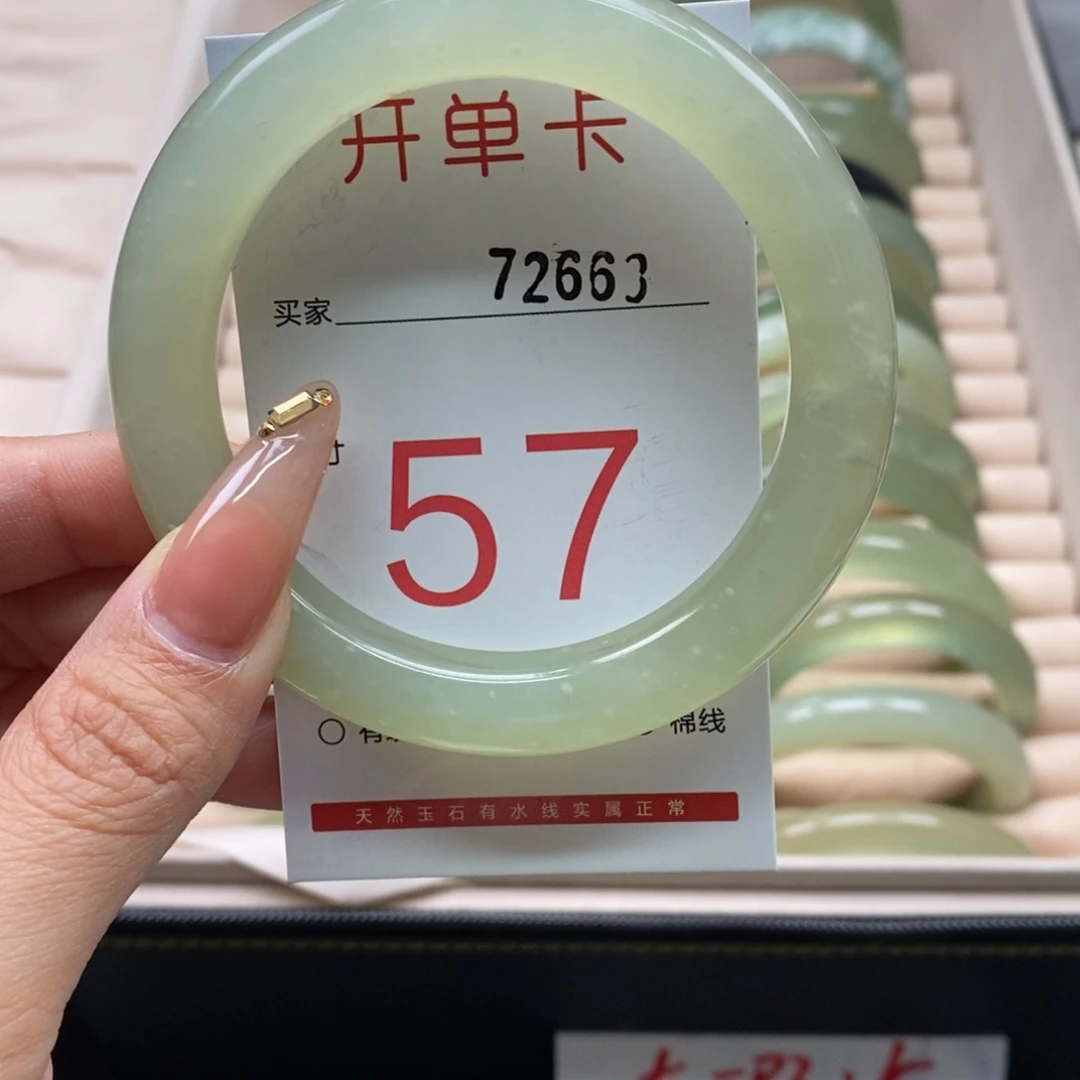 开单卡
买家 72663
寸 57
棉线
天然玉石有水线实属正常